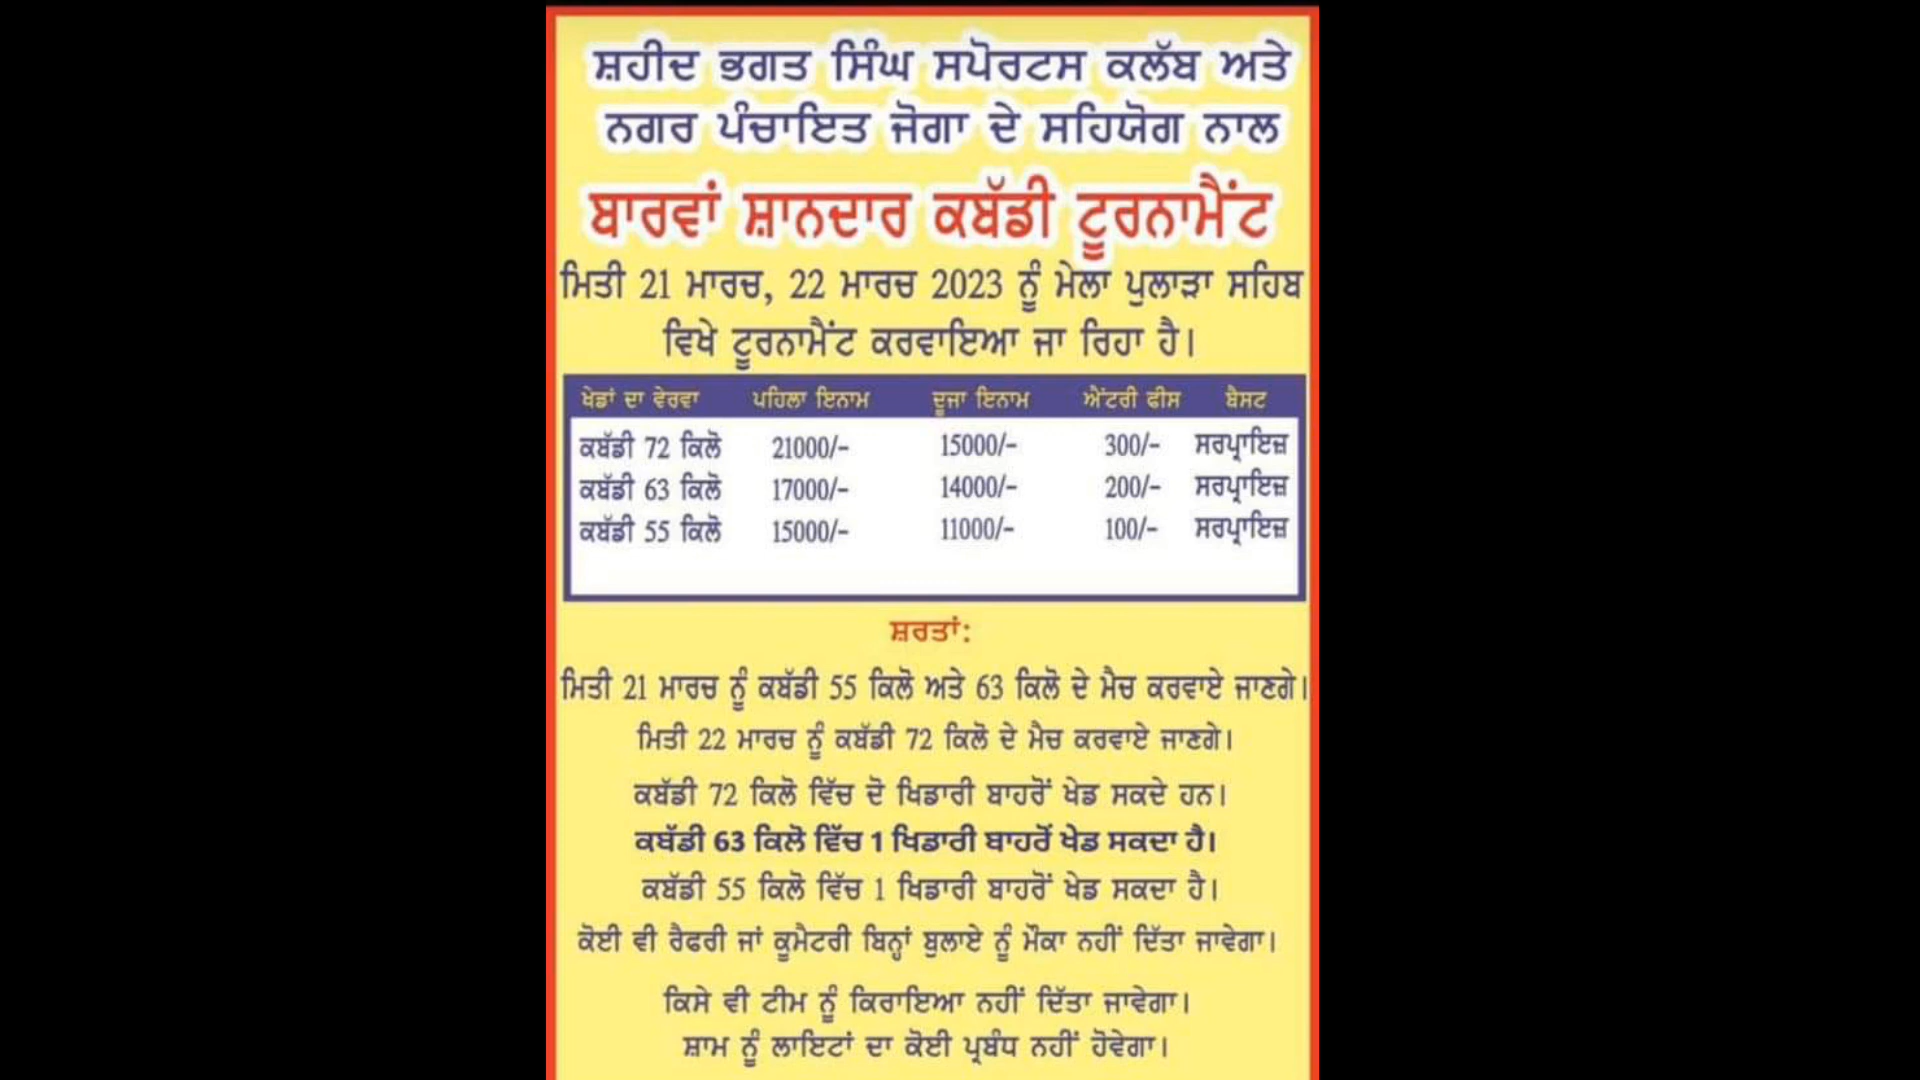 ਸ਼ਹੀਦ ਭਗਤ ਸਿੰਘ ਸਪੋਰਟਸ ਕਲੱਬ ਅਤੇ
ਨਗਰ ਪੰਚਾਇਤ ਜੋਗਾ ਦੇ ਸਹਿਯੋਗ ਨਾਲ
ਬਾਰਵਾਂ ਸ਼ਾਨਦਾਰ ਕਬੱਡੀ ਟੂਰਨਾਮੈਂਟ
ਮਿਤੀ 21 ਮਾਰਚ, 22 ਮਾਰਚ 2023 ਨੂੰ ਮੇਲਾ ਪੁਲਾੜਾ ਸਹਿਬ
ਵਿਖੇ ਟੂਰਨਾਮੈਂਟ ਕਰਵਾਇਆ ਜਾ ਰਿਹਾ ਹੈ।
ਖੇਡਾਂ ਦਾ ਵੇਰਵਾ ਪਹਿਲਾ ਇਨਾਮ ਦੂਜਾ ਇਨਾਮ ਐਂਟਰੀ ਫੀਸ ਬੈਸਟ
ਕਬੱਡੀ 72 ਕਿਲੋ 21000/- 15000/- 300/- ਸਰਪ੍ਰਾਇਜ਼
ਕਬੱਡੀ 63 ਕਿਲੋ 17000/- 14000/- 200/- ਸਰਪ੍ਰਾਇਜ਼
ਕਬੱਡੀ 55 ਕਿਲੋ 15000/- 11000/- 100/- ਸਰਪ੍ਰਾਇਜ਼
ਸ਼ਰਤਾਂ:
ਮਿਤੀ 21 ਮਾਰਚ ਨੂੰ ਕਬੱਡੀ 55 ਕਿਲੋ ਅਤੇ 63 ਕਿਲੋ ਦੇ ਮੈਚ ਕਰਵਾਏ ਜਾਣਗੇ।
ਮਿਤੀ 22 ਮਾਰਚ ਨੂੰ ਕਬੱਡੀ 72 ਕਿਲੋ ਦੇ ਮੈਚ ਕਰਵਾਏ ਜਾਣਗੇ।
ਕਬੱਡੀ 72 ਕਿਲੋ ਵਿੱਚ ਦੋ ਖਿਡਾਰੀ ਬਾਹਰੋਂ ਖੇਡ ਸਕਦੇ ਹਨ।
ਕਬੱਡੀ 63 ਕਿਲੋ ਵਿੱਚ 1 ਖਿਡਾਰੀ ਬਾਹਰੋਂ ਖੇਡ ਸਕਦਾ ਹੈ।
ਕਬੱਡੀ 55 ਕਿਲੋ ਵਿੱਚ 1 ਖਿਡਾਰੀ ਬਾਹਰੋਂ ਖੇਡ ਸਕਦਾ ਹੈ।
ਕੋਈ ਵੀ ਰੈਫਰੀ ਜਾਂ ਕੂਮੈਟਰੀ ਬਿਨ੍ਹਾਂ ਬੁਲਾਏ ਨੂੰ ਮੌਕਾ ਨਹੀਂ ਦਿੱਤਾ ਜਾਵੇਗਾ।
ਕਿਸੇ ਵੀ ਟੀਮ ਨੂੰ ਕਿਰਾਇਆ ਨਹੀਂ ਦਿੱਤਾ ਜਾਵੇਗਾ।
ਸ਼ਾਮ ਨੂੰ ਲਾਇਟਾਂ ਦਾ ਕੋਈ ਪ੍ਰਬੰਧ ਨਹੀਂ ਹੋਵੇਗਾ।